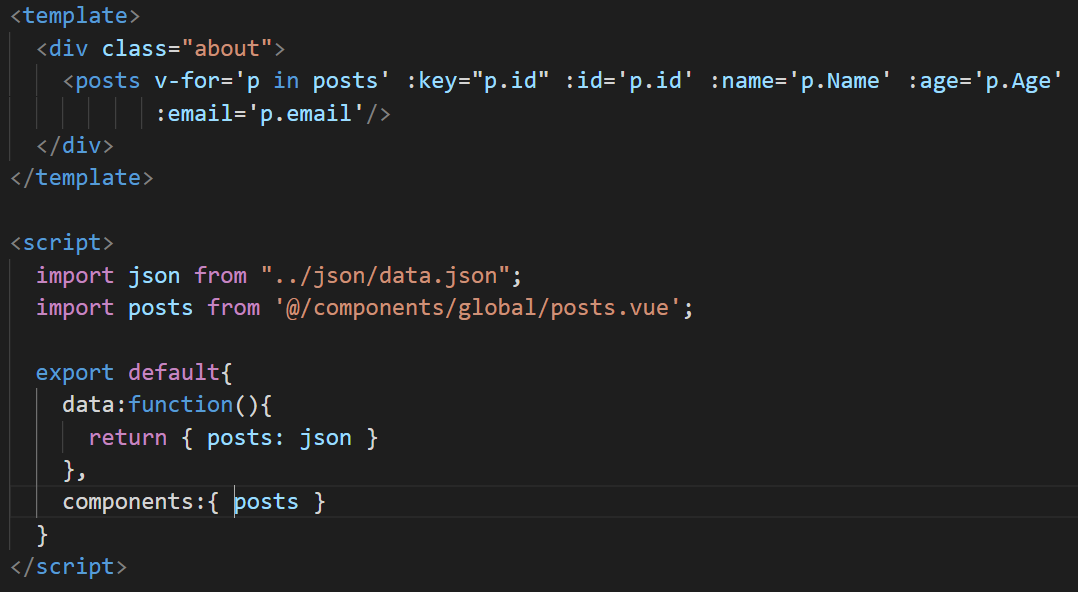 <template>
<div class="about">
<posts v-for='p in posts' :key="p.id" :id='p.id' :name='p.Name' :age='p.Age'
:email='p.email'/>
</div>
</template>
<script>
import json from "../json/data.json";
import posts from '@/components/global/posts.vue';
export default{
data:function(){
return { posts: json }
},
components:{ posts }
}
</script>